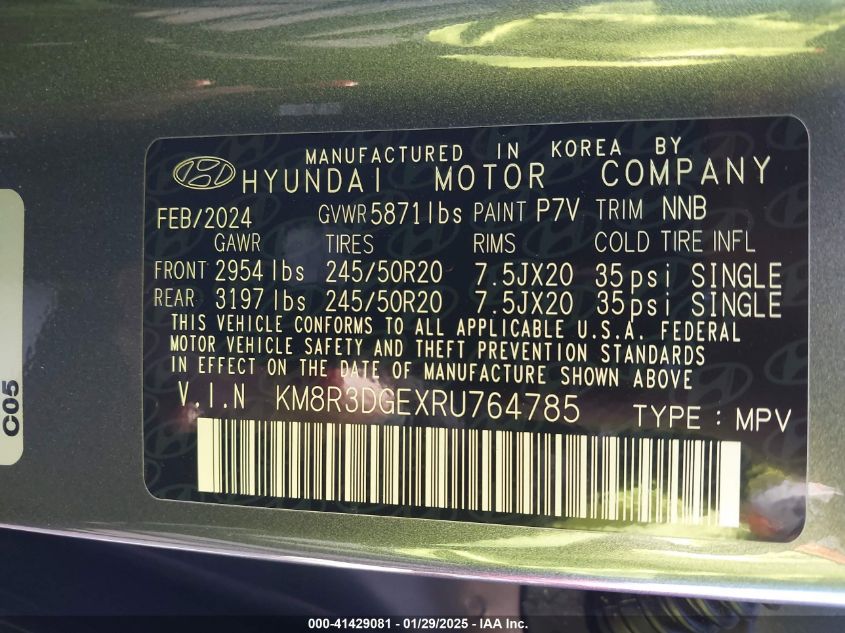 MANUFACTURED IN KOREA BY
HYUNDAI MOTOR COMPANY
FEB/2024 GVWR 5871lbs PAINT P7V TRIM NNB
GAWR TIRES RIMS COLD TIRE INFL
FRONT 2954 lbs 245/50R20 7.5JX20 35psi SINGLE
REAR 3197 lbs 245/50R20 7.5JX20 35psi SINGLE
THIS VEHICLE CONFORMS TO ALL APPLICABLE U.S.A. FEDERAL
MOTOR VEHICLE SAFETY AND THEFT PREVENTION STANDARDS
IN EFFECT ON THE DATE OF MANUFACTURE SHOWN ABOVE
V.I.N KM8R3DGEXRU764785 TYPE : MPV
C05
000-41429081 - 01/29/2025 - IAA Inc.